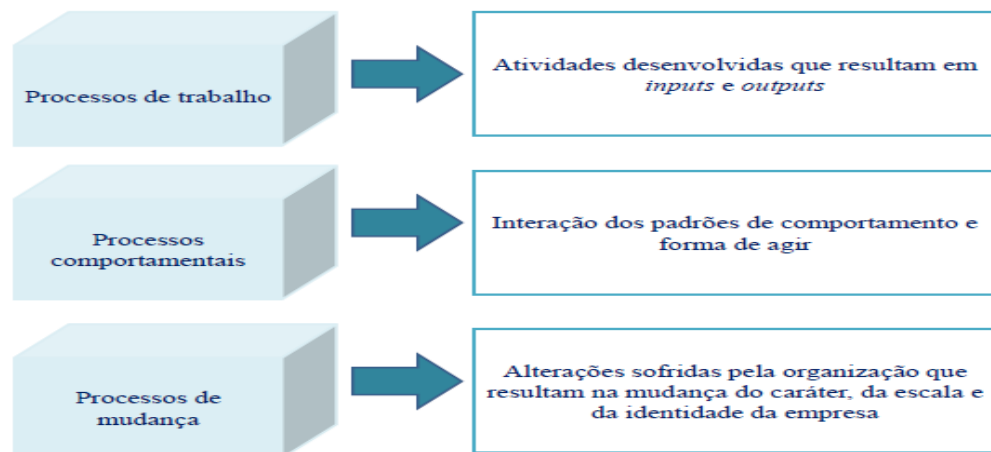 Processos de trabalho
Atividades desenvolvidas que resultam em
inputs e outputs
Processos
comportamentais
Interação dos padrões de comportamento e
forma de agir
Processos de
mudança
Alterações sofridas pela organização que
resultam na mudança do caráter, da escala e
da identidade da empresa